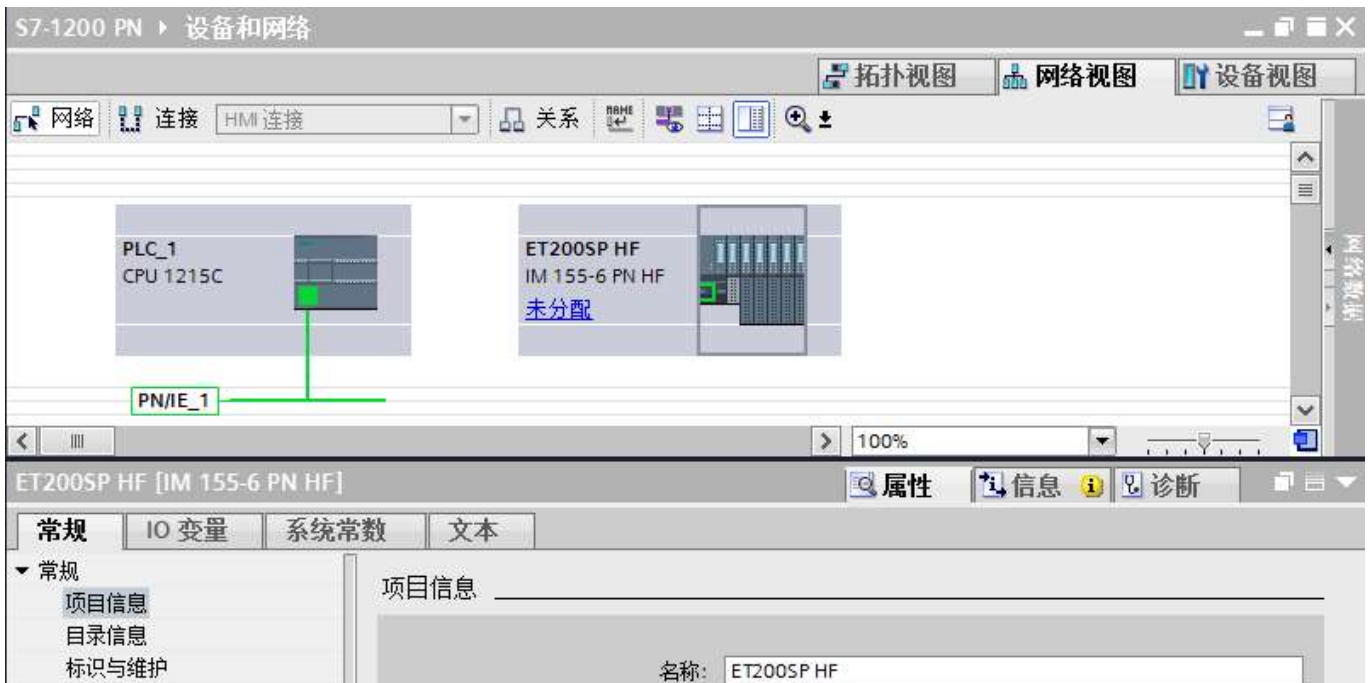 S7-1200 PN ▸ 设备和网络
拓扑视图 网络视图 设备视图
网络 连接 HMI 连接 关系
网络数据
PLC_1
CPU 1215C
ET200SP HF
IM 155-6 PN HF
未分配
PN/IE_1
100%
ET200SP HF [IM 155-6 PN HF]
属性 信息 诊断
常规 IO 变量 系统常数 文本
常规
项目信息
目录信息
标识与维护
项目信息
名称: ET200SP HF